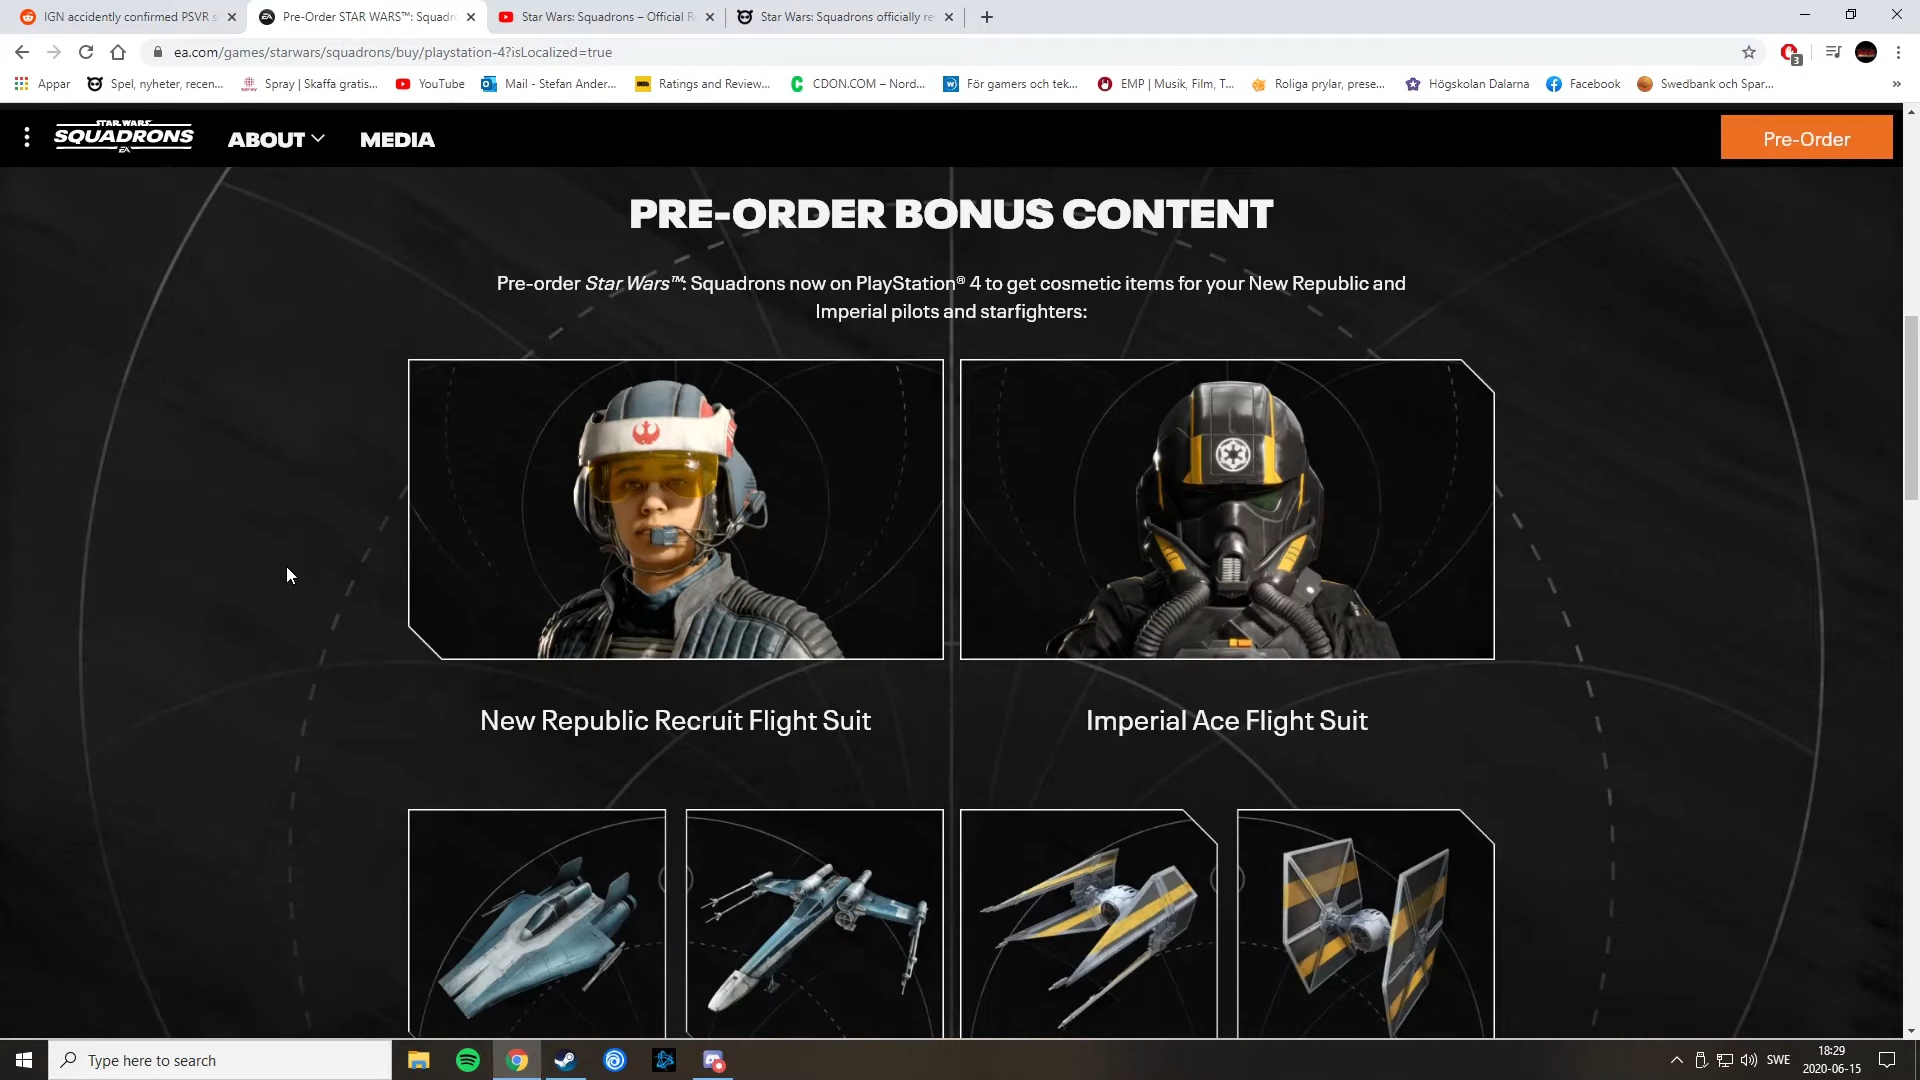 IGN accidently confirmed PSVR s
Pre-Order STAR WARS™: Squadro
Star Wars: Squadrons – Official R
Star Wars: Squadrons officially re
ea.com/games/starwars/squadrons/buy/playstation-4?isLocalized=true
3
Appar
Spel, nyheter, recen...
Spray | Skaffa gratis...
YouTube
Mail - Stefan Ander...
Ratings and Review...
CDON.COM – Nord...
För gamers och tek...
EMP | Musik, Film, T...
Roliga prylar, prese...
Högskolan Dalarna
Facebook
Swedbank och Spar...
»
STAR WARS
SQUADRONS
EA
ABOUT
MEDIA
Pre-Order
PRE-ORDER BONUS CONTENT
Pre-order Star Wars™: Squadrons now on PlayStation® 4 to get cosmetic items for your New Republic and
Imperial pilots and starfighters:
New Republic Recruit Flight Suit
Imperial Ace Flight Suit
Type here to search
SWE
18:29
2020-06-15